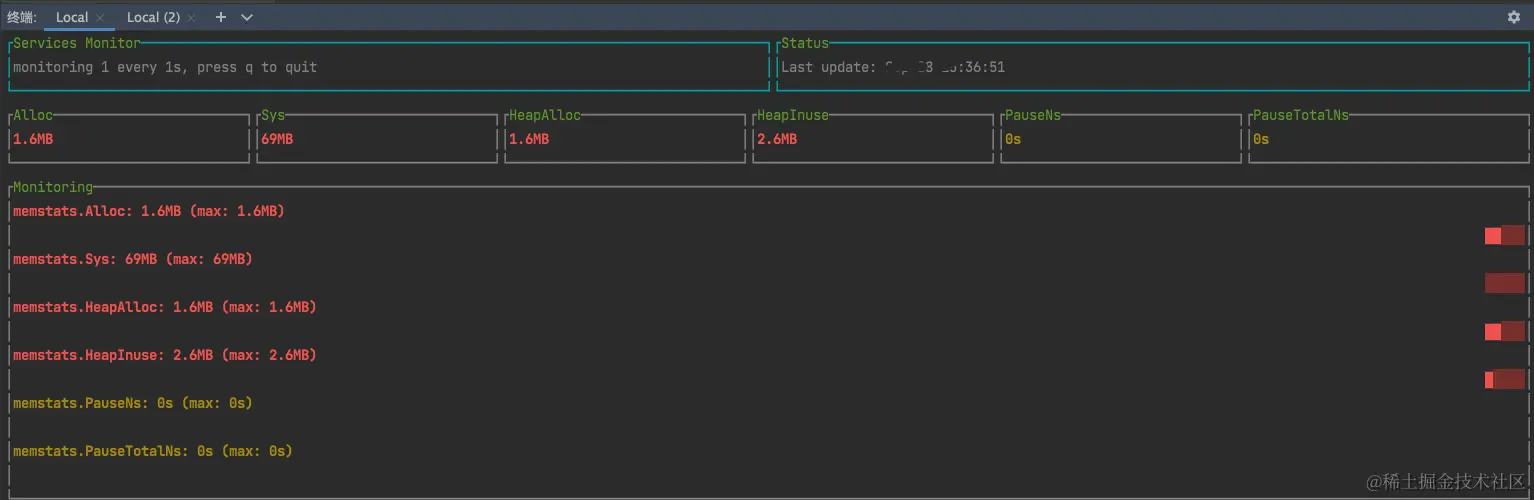 终端: Local × Local (2) × +
Services Monitor Status
monitoring 1 every 1s, press q to quit Last update: :36:51
Alloc Sys HeapAlloc HeapInuse PauseNs PauseTotalNs
1.6MB 69MB 1.6MB 2.6MB 0s 0s
Monitoring
memstats.Alloc: 1.6MB (max: 1.6MB)
memstats.Sys: 69MB (max: 69MB)
memstats.HeapAlloc: 1.6MB (max: 1.6MB)
memstats.HeapInuse: 2.6MB (max: 2.6MB)
memstats.PauseNs: 0s (max: 0s)
memstats.PauseTotalNs: 0s (max: 0s)
@稀土掘金技术社区